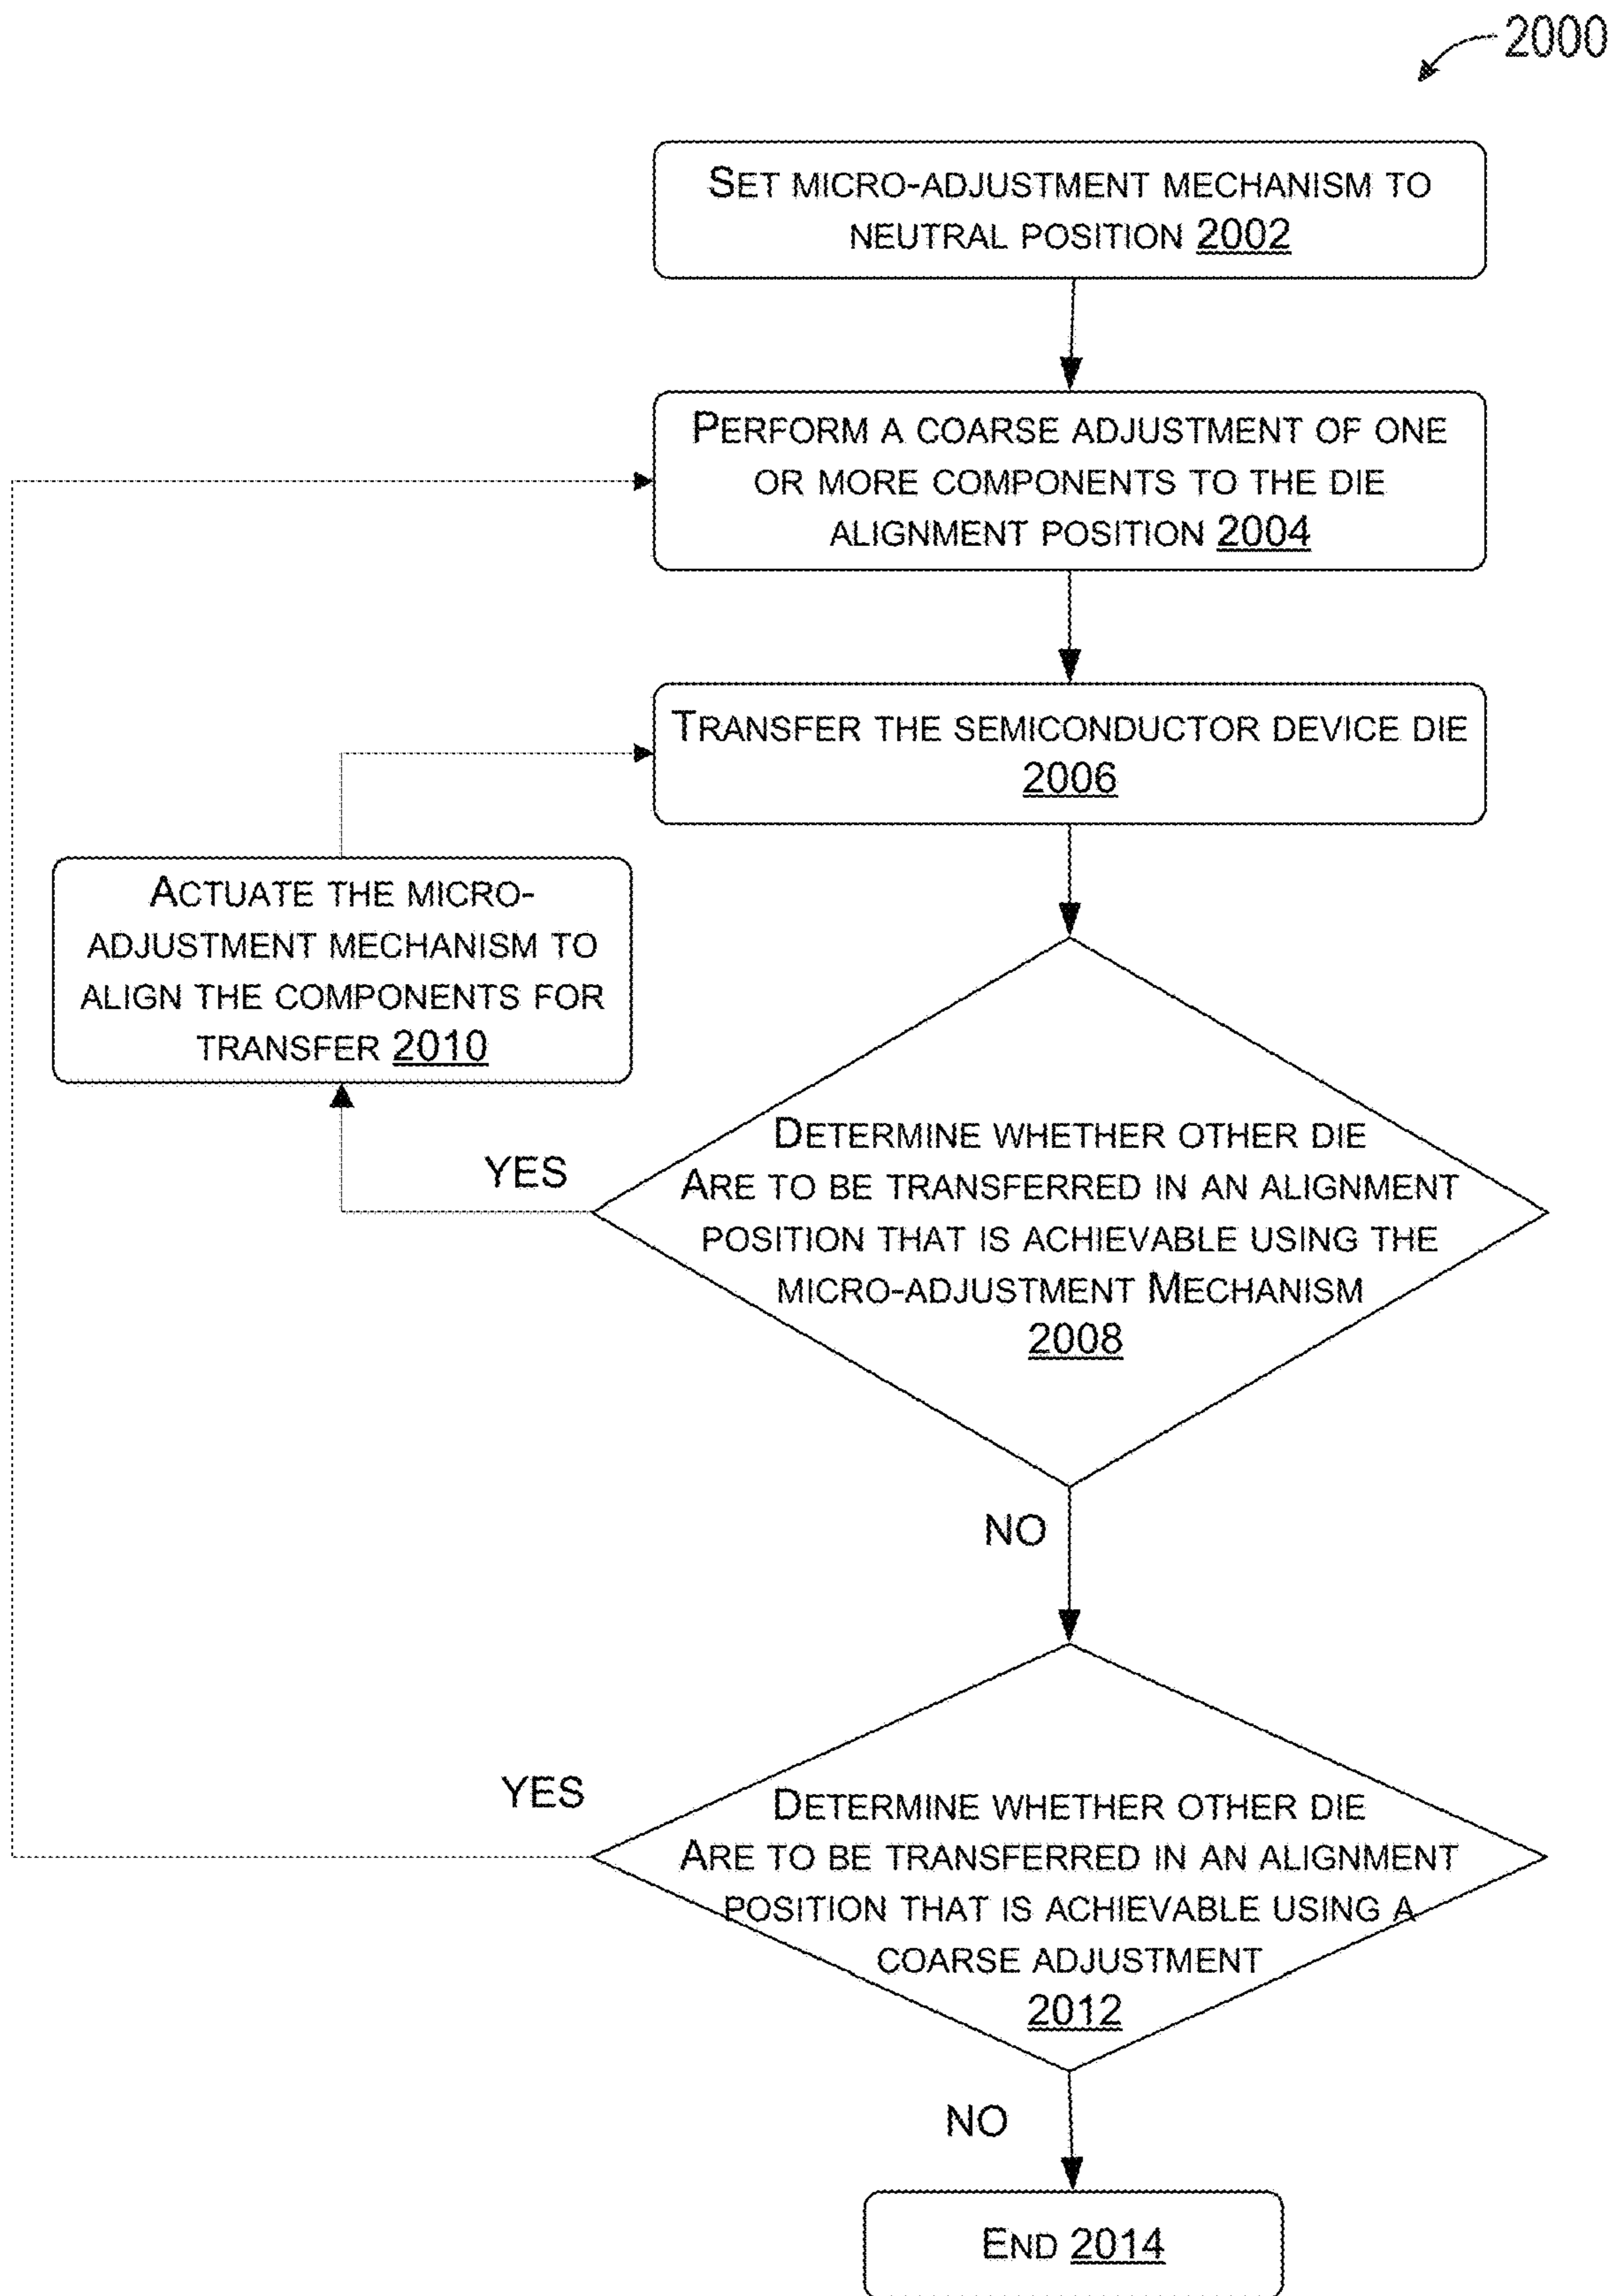 2000
SET MICRO-ADJUSTMENT MECHANISM TO
NEUTRAL POSITION 2002
PERFORM A COARSE ADJUSTMENT OF ONE
OR MORE COMPONENTS TO THE DIE
ALIGNMENT POSITION 2004
TRANSFER THE SEMICONDUCTOR DEVICE DIE
2006
ACTUATE THE MICRO-
ADJUSTMENT MECHANISM TO
ALIGN THE COMPONENTS FOR
TRANSFER 2010
YES
DETERMINE WHETHER OTHER DIE
ARE TO BE TRANSFERRED IN AN ALIGNMENT
POSITION THAT IS ACHIEVABLE USING THE
MICRO-ADJUSTMENT MECHANISM
2008
NO
YES
DETERMINE WHETHER OTHER DIE
ARE TO BE TRANSFERRED IN AN ALIGNMENT
POSITION THAT IS ACHIEVABLE USING A
COARSE ADJUSTMENT
2012
NO
END 2014